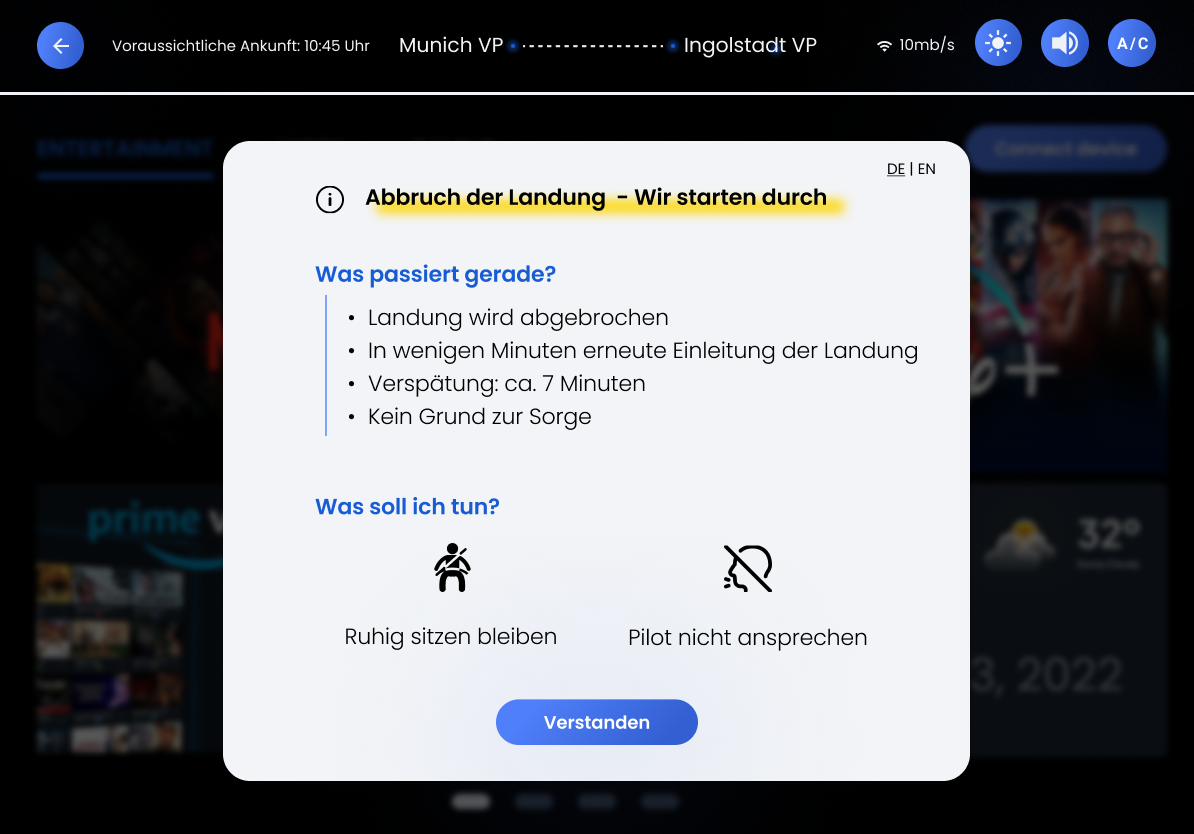 Voraussichtliche Ankunft: 10:45 Uhr
Munich VP
Ingolstadt VP
10mb/s
A/C
ENTERTAINMENT
Connect device
DE | EN
Abbruch der Landung - Wir starten durch
Was passiert gerade?
• Landung wird abgebrochen
• In wenigen Minuten erneute Einleitung der Landung
• Verspätung: ca. 7 Minuten
• Kein Grund zur Sorge
prime
32°
3, 2022
Was soll ich tun?
Ruhig sitzen bleiben
Pilot nicht ansprechen
Verstanden